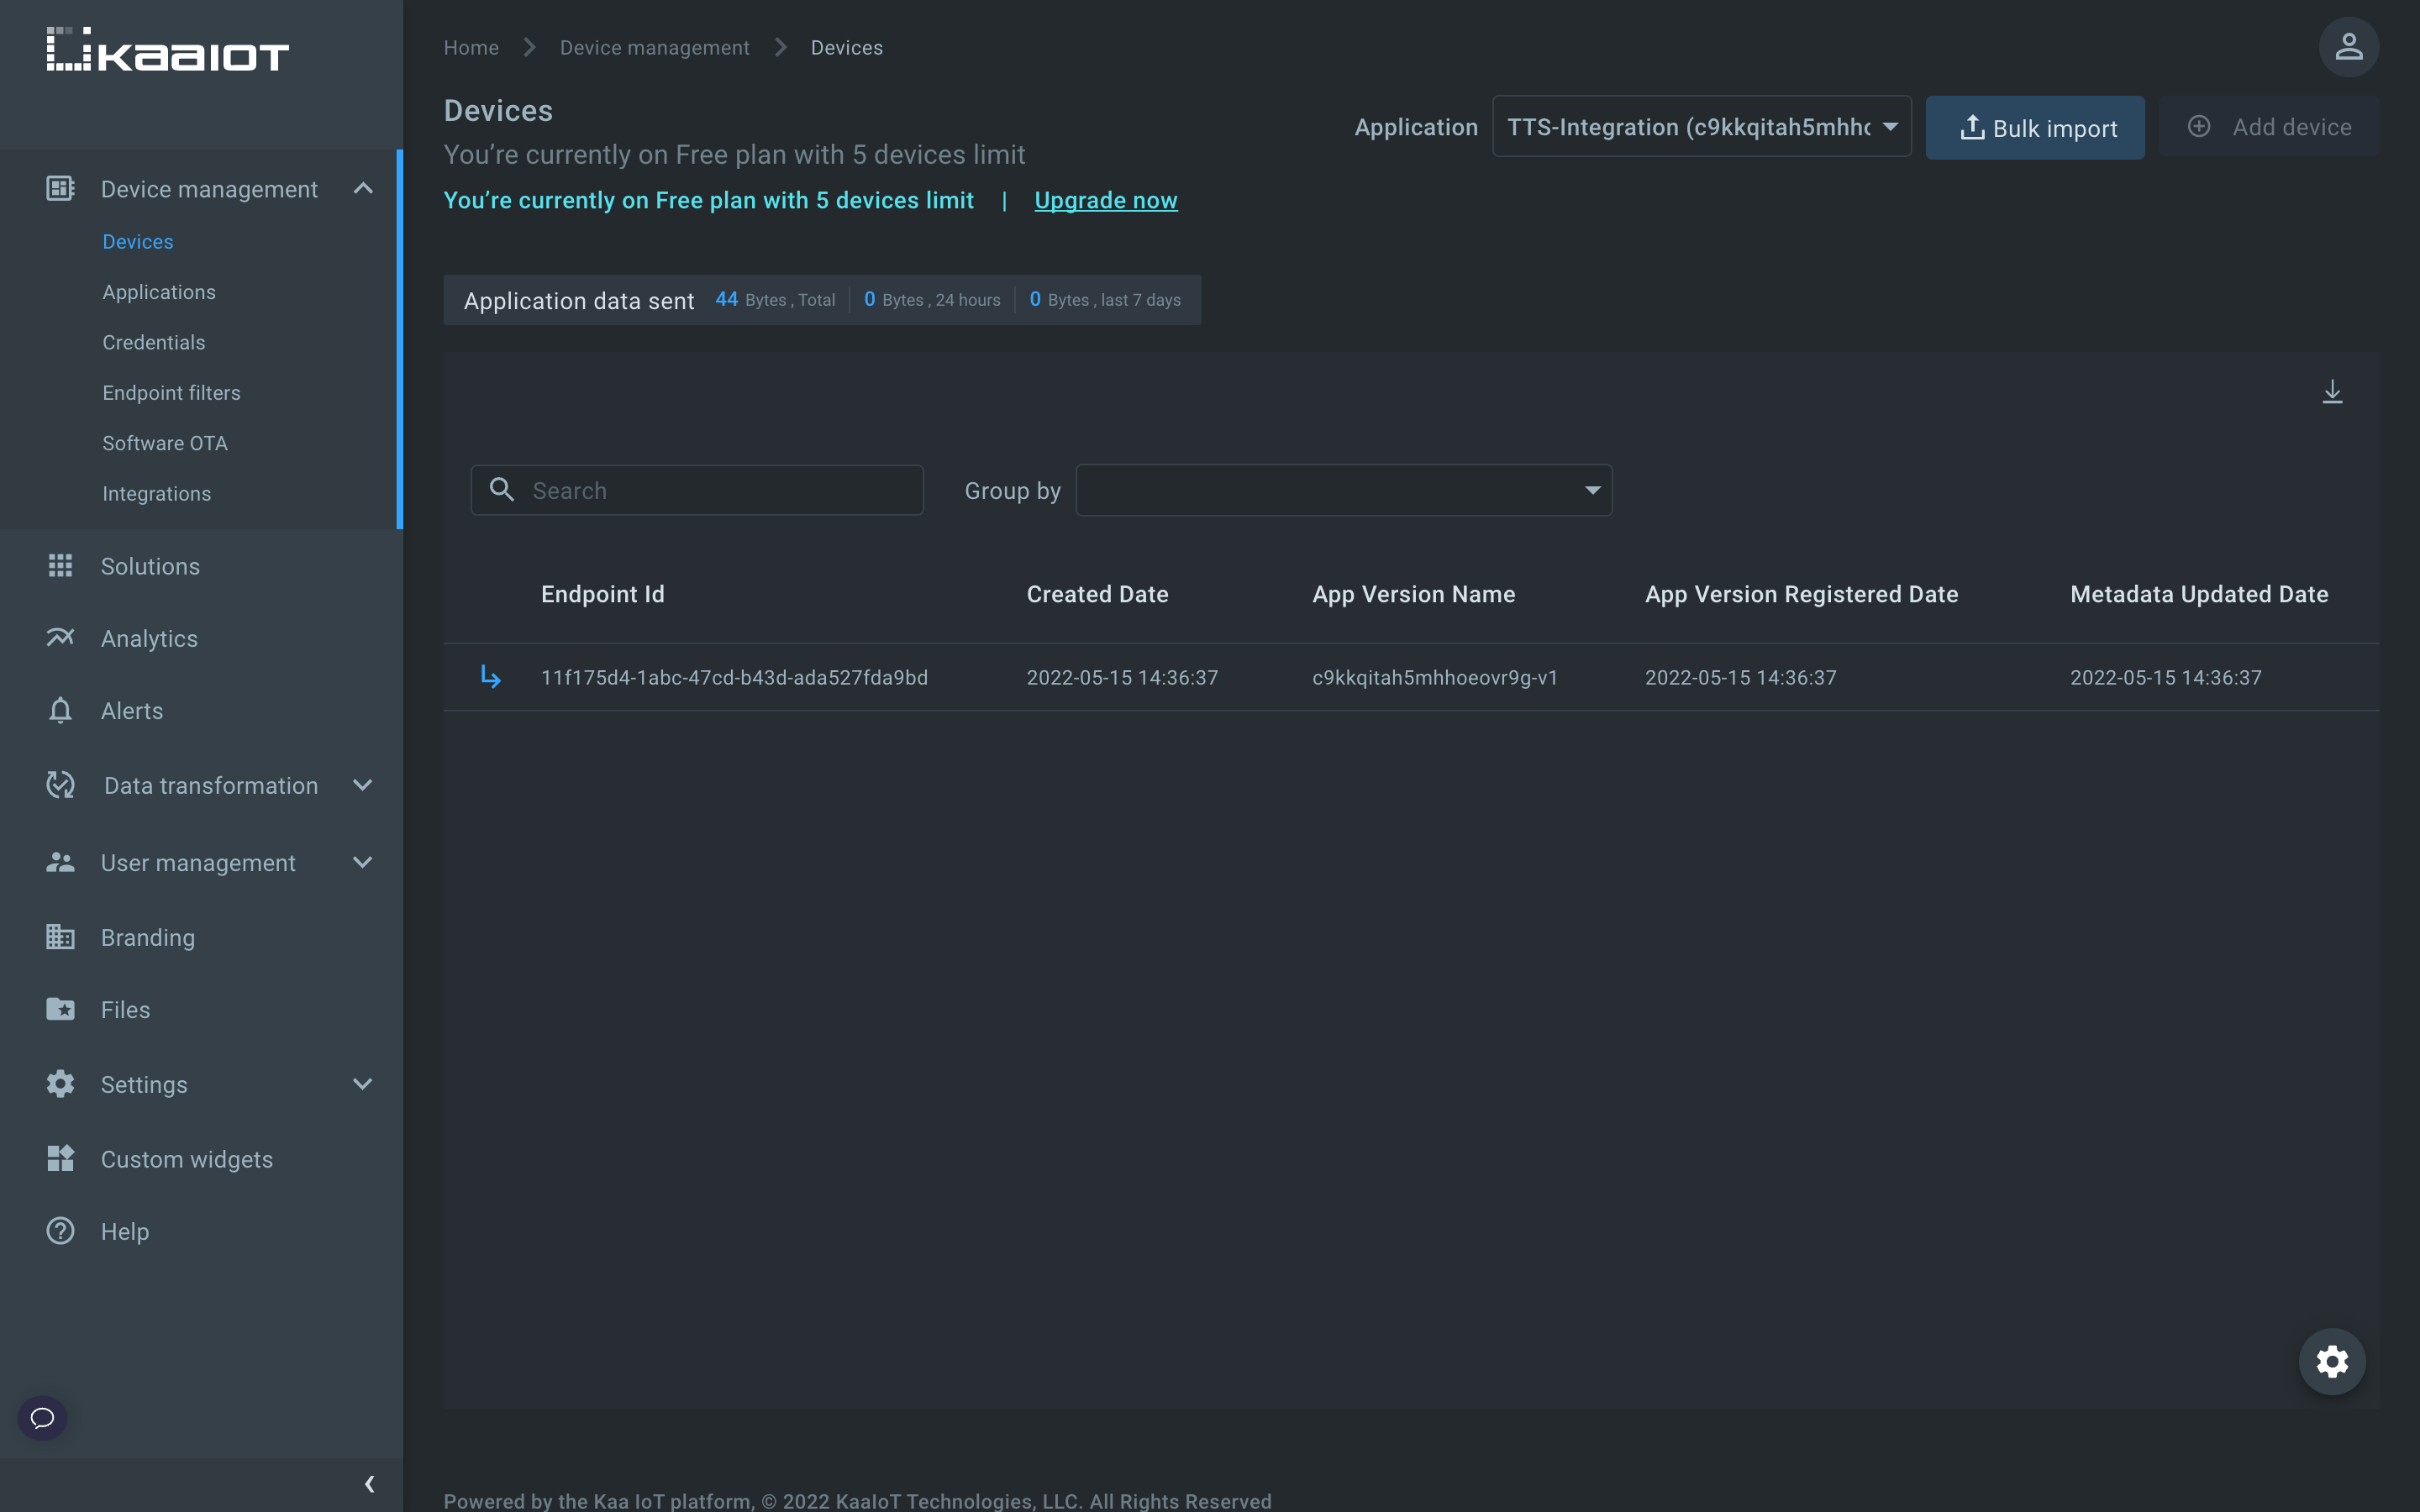 KaaIOT
Device management
Devices
Applications
Credentials
Endpoint filters
Software OTA
Integrations
Solutions
Analytics
Alerts
Data transformation
User management
Branding
Files
Settings
Custom widgets
Help
Home
Device management
Devices
Devices
You’re currently on Free plan with 5 devices limit
You’re currently on Free plan with 5 devices limit | Upgrade now
Application
TTS-Integration (c9kkqitah5mhhc
Bulk import
Add device
Application data sent 44 Bytes , Total 0 Bytes , 24 hours 0 Bytes , last 7 days
Search
Group by
Endpoint Id Created Date App Version Name App Version Registered Date Metadata Updated Date
11f175d4-1abc-47cd-b43d-ada527fda9bd 2022-05-15 14:36:37 c9kkqitah5mhhoeovr9g-v1 2022-05-15 14:36:37 2022-05-15 14:36:37
Powered by the Kaa IoT platform, © 2022 KaaIoT Technologies, LLC. All Rights Reserved